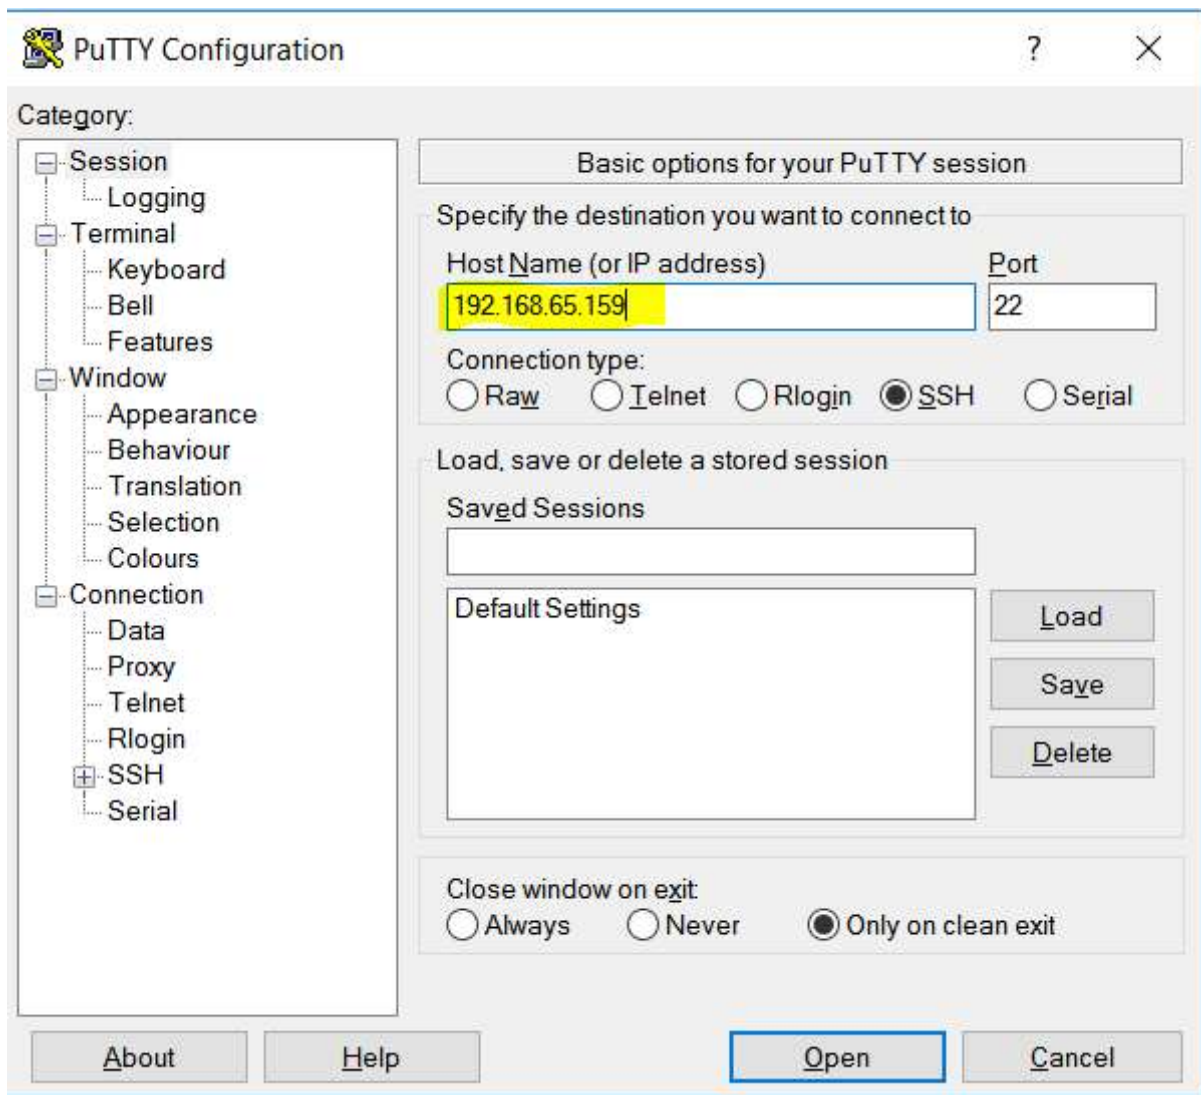 PuTTY Configuration
?
Category:
Session
Logging
Terminal
Keyboard
Bell
Features
Window
Appearance
Behaviour
Translation
Selection
Colours
Connection
Data
Proxy
Telnet
Rlogin
SSH
Serial
Basic options for your PuTTY session
Specify the destination you want to connect to
Host Name (or IP address) Port
192.168.65.159 22
Connection type:
Raw Telnet Rlogin SSH Serial
Load, save or delete a stored session
Saved Sessions
Default Settings
Load
Save
Delete
Close window on exit:
Always Never Only on clean exit
About Help Open Cancel